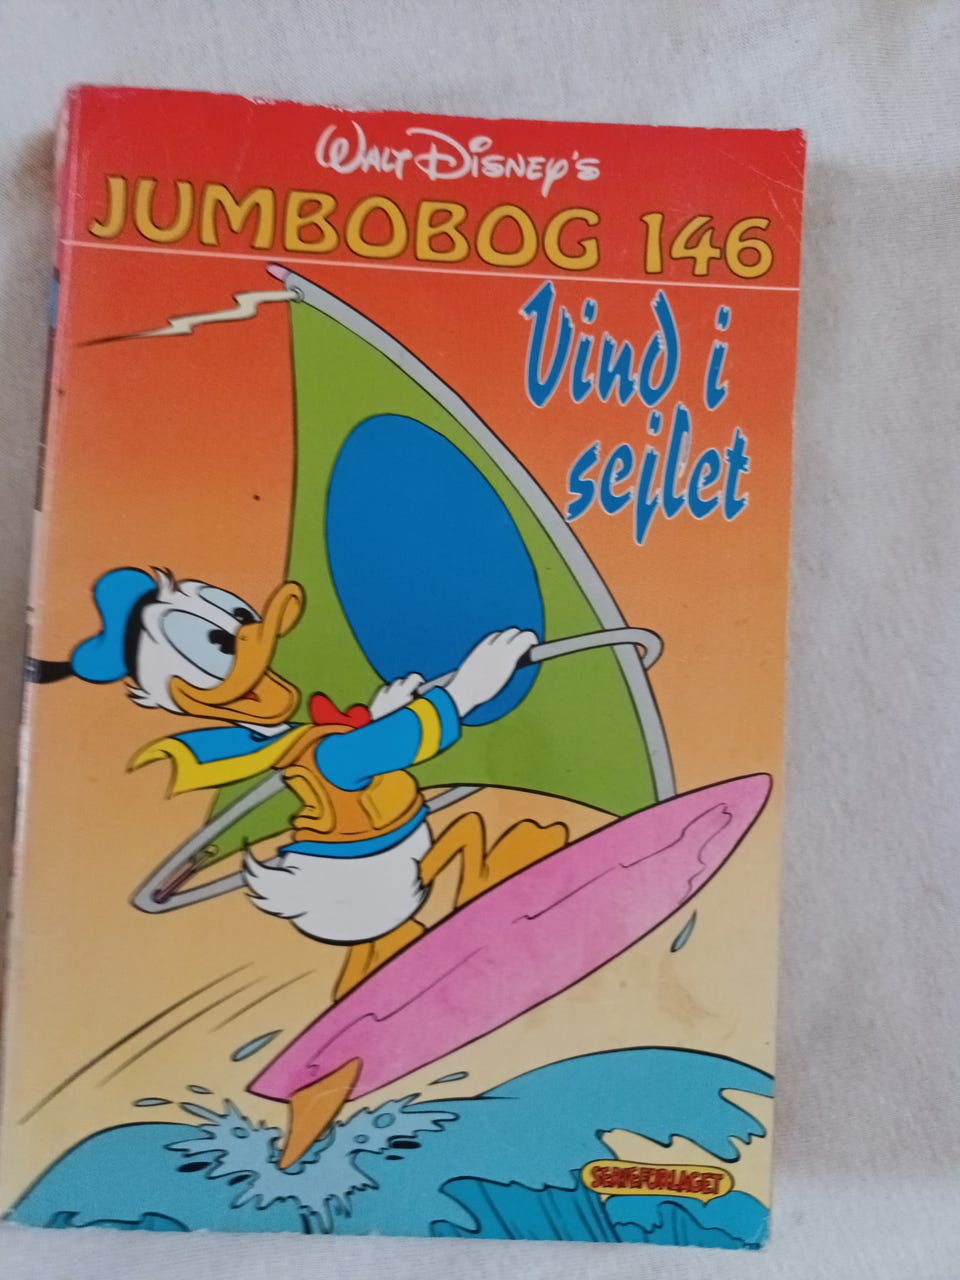 WALT DISNEY'S
JUMBOBOG 146
Vind i
sejlet
SERIEFORLAGET